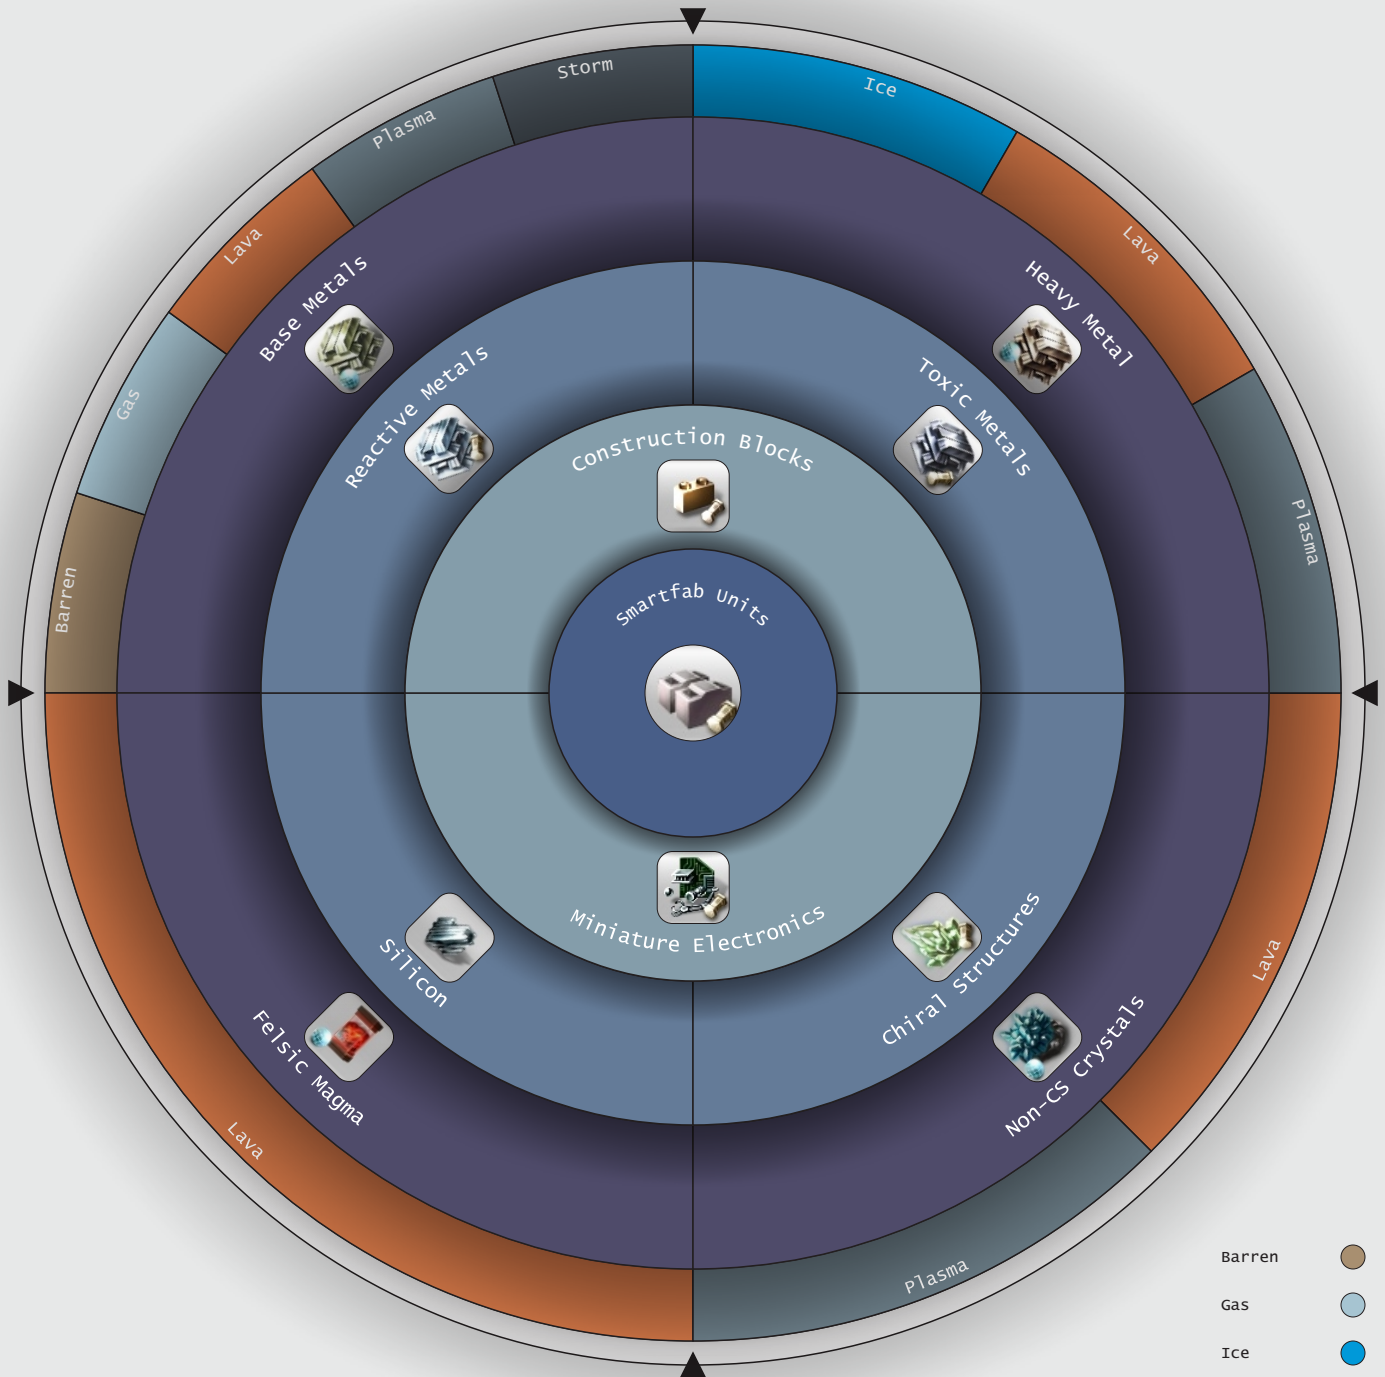 Storm
Ice
Plasma
Lava
Lava
Gas
Plasma
Barren
Base Metals
Heavy Metal
Reactive Metals
Toxic Metals
Construction Blocks
Smartfab Units
Miniature Electronics
Silicon
Chiral Structures
Felsic Magma
Non-CS Crystals
Lava
Lava
Plasma
Barren
Gas
Ice